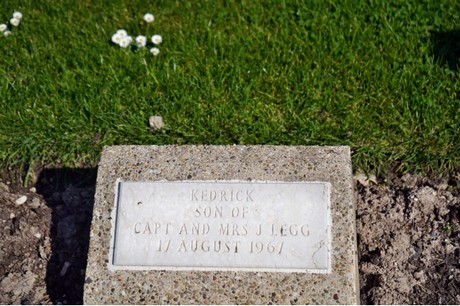 KEDRICK
SON OF
CAPT AND MRS J LEGG
17 AUGUST 1967